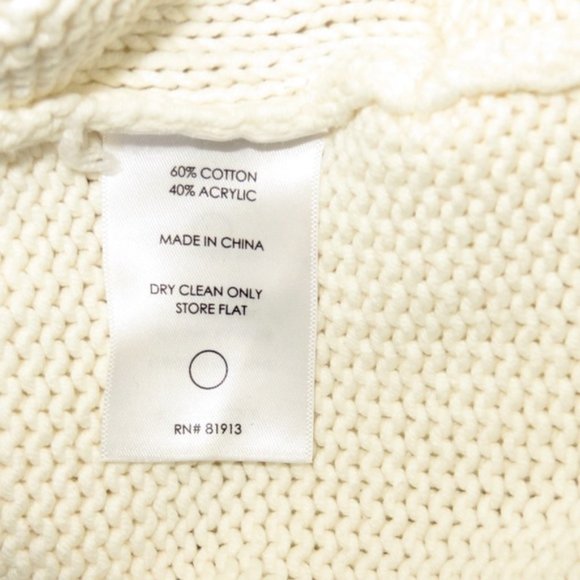 60% COTTON
40% ACRYLIC
MADE IN CHINA
DRY CLEAN ONLY
STORE FLAT
RN# 81913